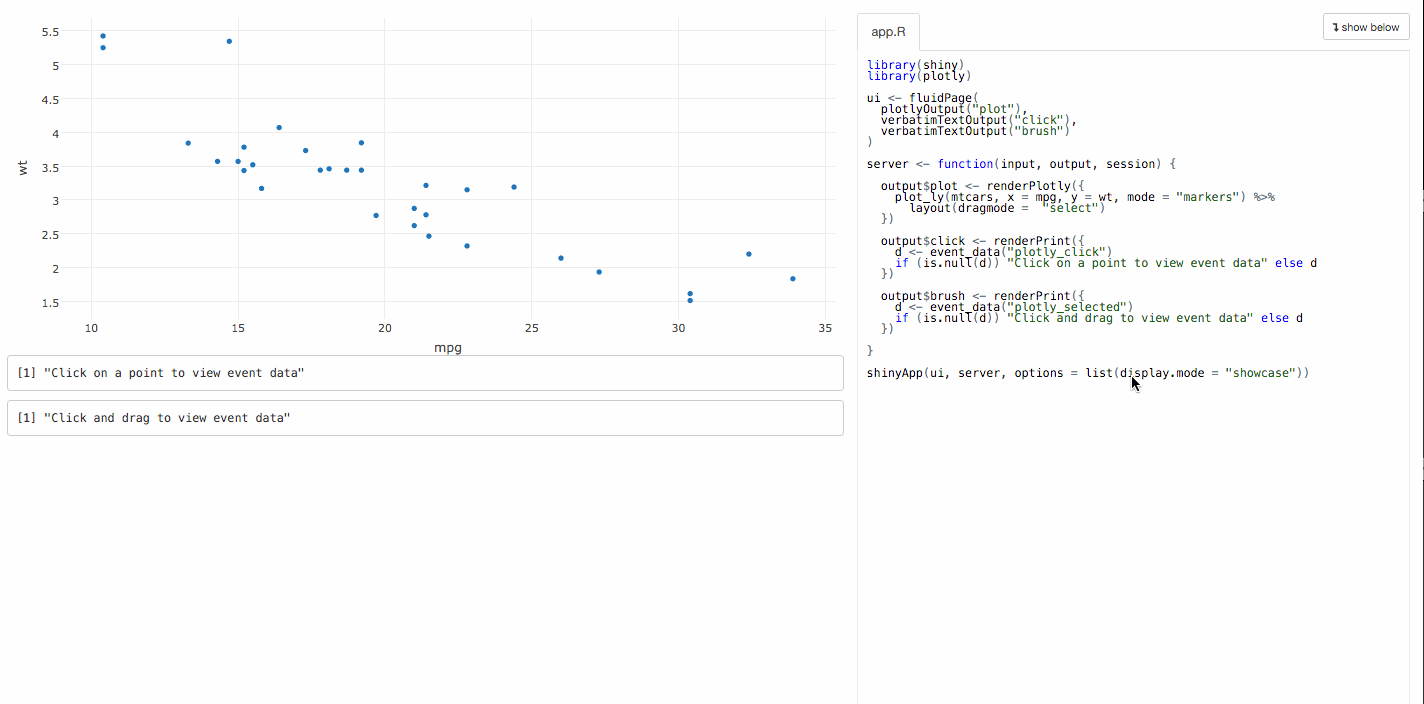 5.5
5
4.5
4
3.5
3
2.5
2
1.5
wt
10 15 20 25 30 35
mpg
[1] "Click on a point to view event data"
[1] "Click and drag to view event data"
app.R
show below
library(shiny)
library(plotly)
ui <- fluidPage(
  plotlyOutput("plot"),
  verbatimTextOutput("click"),
  verbatimTextOutput("brush")
)
server <- function(input, output, session) {
  output$plot <- renderPlotly({
    plot_ly(mtcars, x = mpg, y = wt, mode = "markers") %>%
      layout(dragmode =  "select")
  })
  output$click <- renderPrint({
    d <- event_data("plotly_click")
    if (is.null(d)) "Click on a point to view event data" else d
  })
  output$brush <- renderPrint({
    d <- event_data("plotly_selected")
    if (is.null(d)) "Click and drag to view event data" else d
  })
}
shinyApp(ui, server, options = list(display.mode = "showcase"))